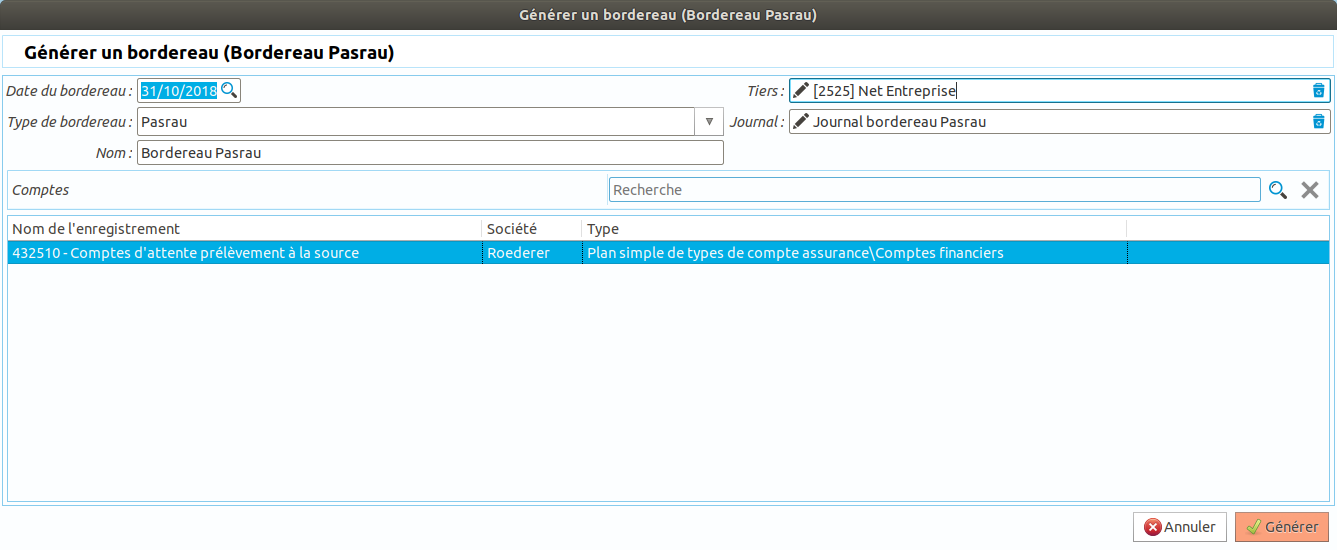 Générer un bordereau (Bordereau Pasrau)
Générer un bordereau (Bordereau Pasrau)
Date du bordereau : 31/10/2018 Tiers : [2525] Net Entreprise
Type de bordereau : Pasrau Journal : Journal bordereau Pasrau
Nom : Bordereau Pasrau
Comptes Recherche
Nom de l'enregistrement Société Type
432510 - Comptes d'attente prélèvement à la source Roederer Plan simple de types de compte assurance\Comptes financiers
Annuler Générer